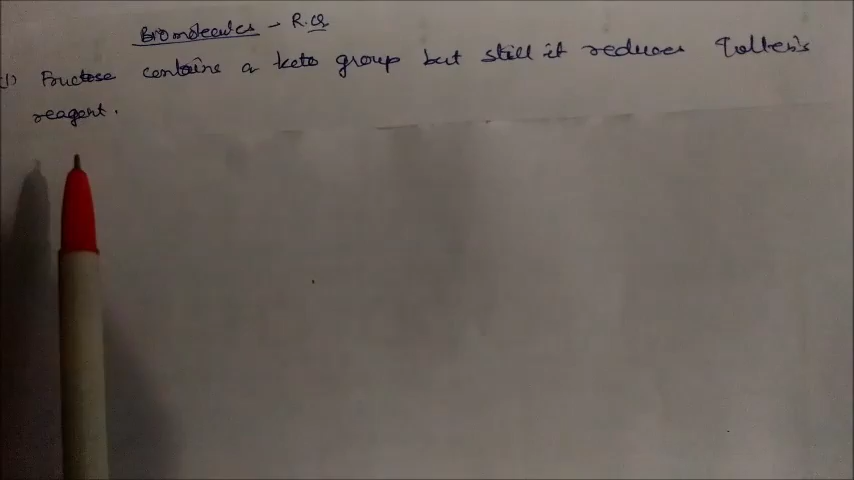 Biomolecules - R.Q
(1) Fructose contains a keto group but still it reduces Tollen's
reagent.